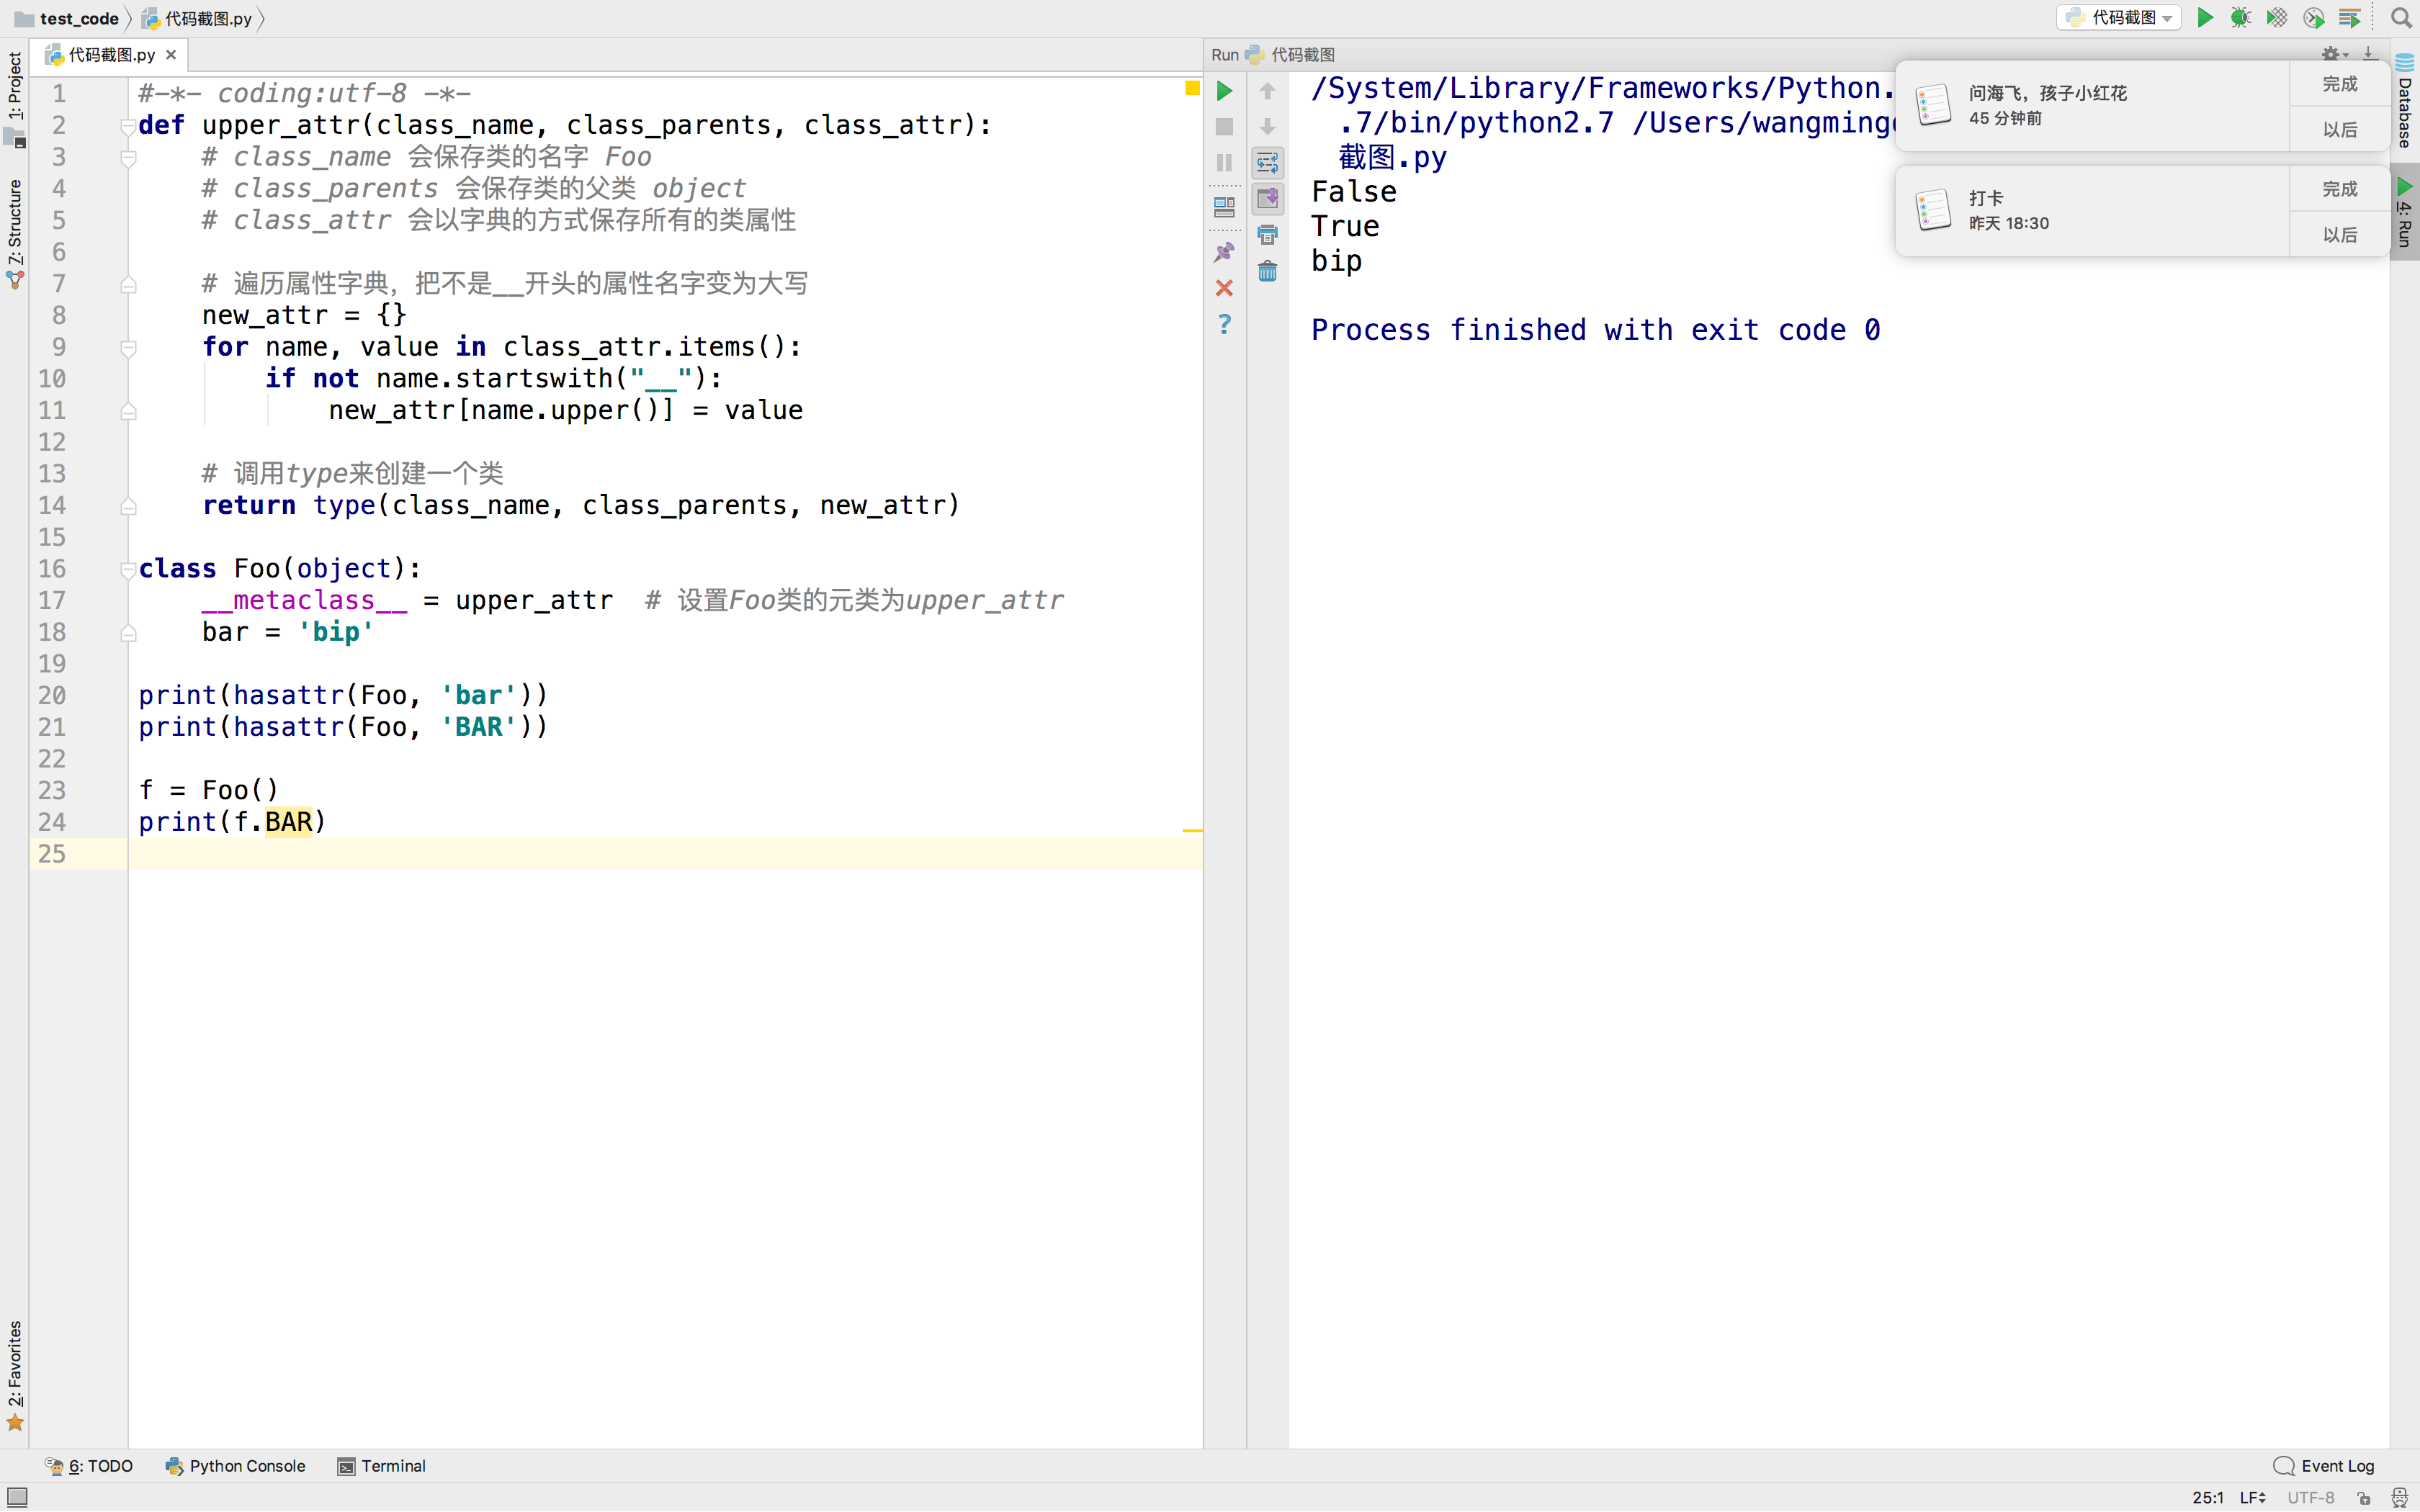 test_code 代码截图.py
代码截图
代码截图.py
1: Project
7: Structure
2: Favorites
1 #-*- coding:utf-8 -*-
2 def upper_attr(class_name, class_parents, class_attr):
3     # class_name 会保存类的名字 Foo
4     # class_parents 会保存类的父类 object
5     # class_attr 会以字典的方式保存所有的类属性
6
7     # 遍历属性字典，把不是__开头的属性名字变为大写
8     new_attr = {}
9     for name, value in class_attr.items():
10         if not name.startswith("__"):
11             new_attr[name.upper()] = value
12
13     # 调用type来创建一个类
14     return type(class_name, class_parents, new_attr)
15
16 class Foo(object):
17     __metaclass__ = upper_attr  # 设置Foo类的元类为upper_attr
18     bar = 'bip'
19
20 print(hasattr(Foo, 'bar'))
21 print(hasattr(Foo, 'BAR'))
22
23 f = Foo()
24 print(f.BAR)
25
Run 代码截图
/System/Library/Frameworks/Python.
.7/bin/python2.7 /Users/wangming
截图.py
False
True
bip
Process finished with exit code 0
问海飞，孩子小红花
45 分钟前
完成
以后
打卡
昨天 18:30
完成
以后
Database
4: Run
6: TODO Python Console Terminal
Event Log
25:1 LF UTF-8